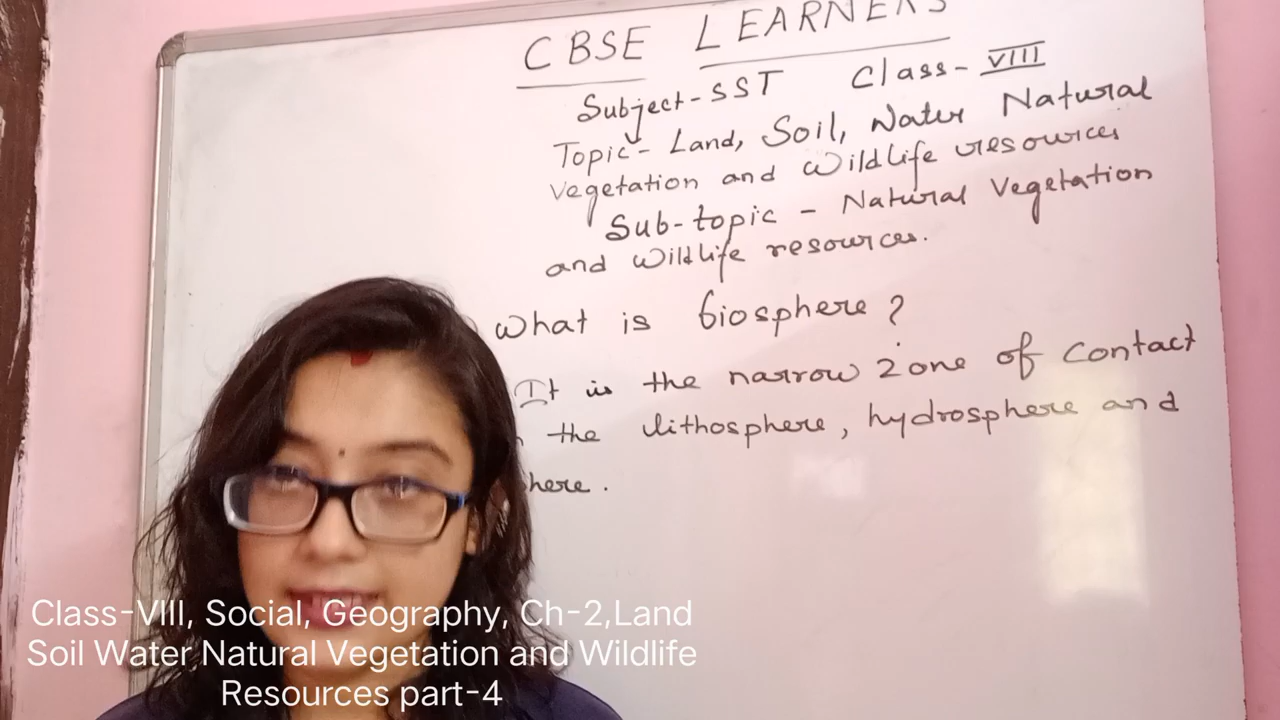 CBSE LEARNERS
Subject-SST Class-VIII
Topic- Land, Soil, Water Natural
vegetation and Wildlife resources
Sub-topic - Natural Vegetation
and Wildlife resources.
What is biosphere?
It is the narrow zone of contact
the lithosphere, hydrosphere and
here.
Class-VIII, Social, Geography, Ch-2,Land
Soil Water Natural Vegetation and Wildlife
Resources part-4